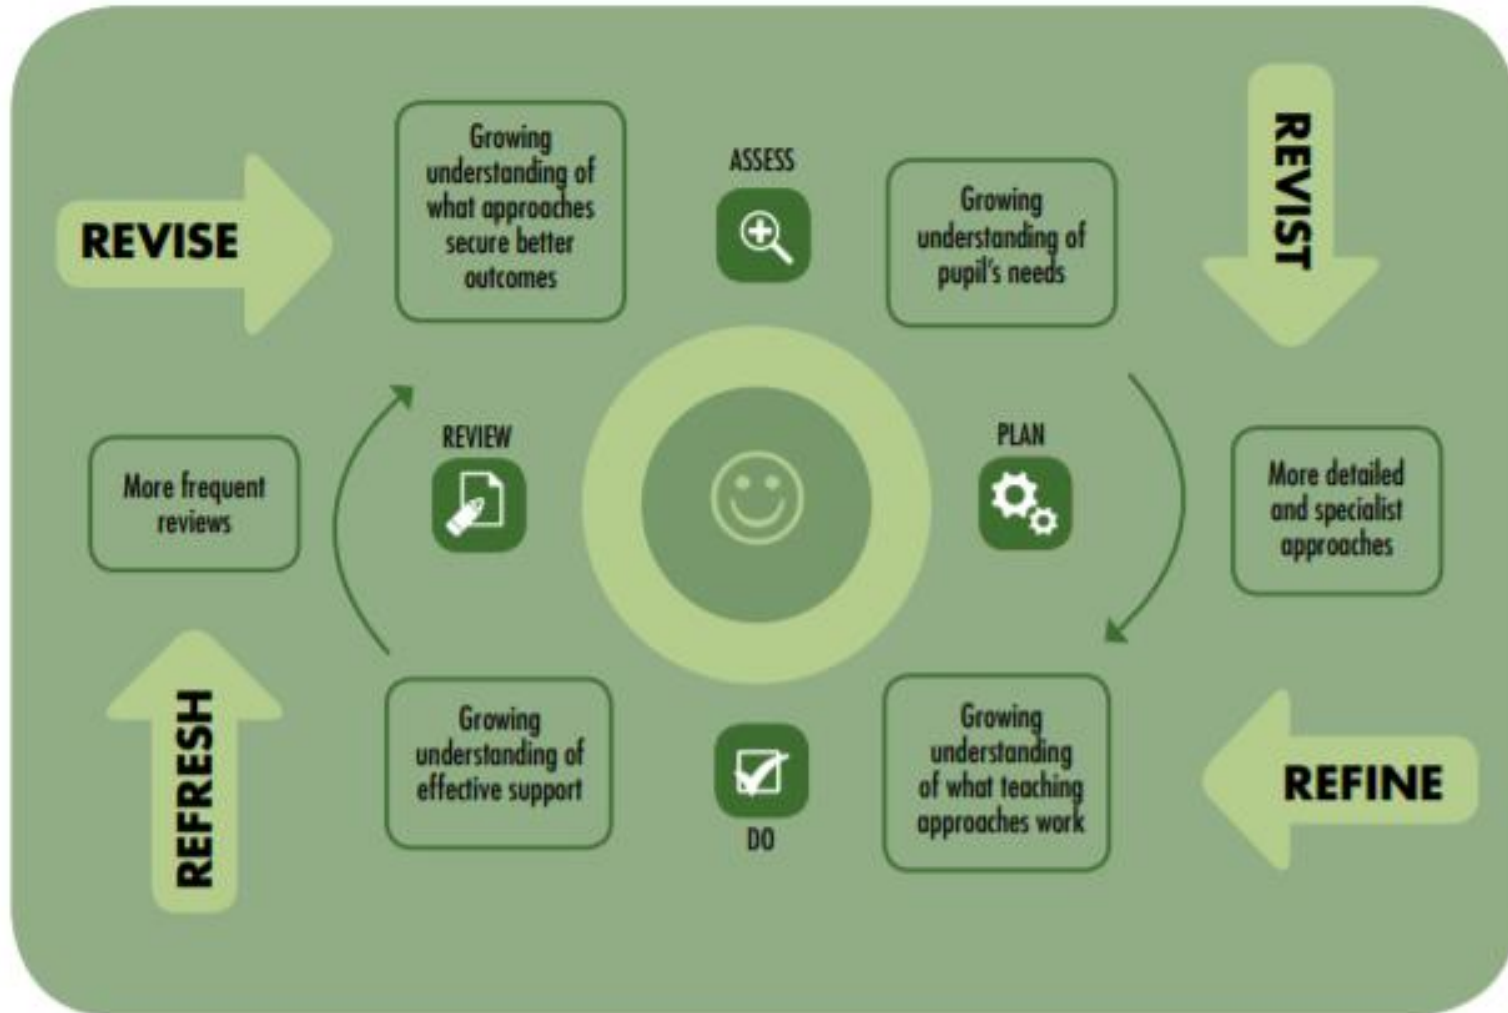 REVISE
Growing
understanding of
what approaches
secure better
outcomes
ASSESS
Growing
understanding of
pupil's needs
REVIST
More frequent
reviews
REVIEW
PLAN
More detailed
and specialist
approaches
REFRESH
Growing
understanding of
effective support
DO
Growing
understanding
of what teaching
approaches work
REFINE